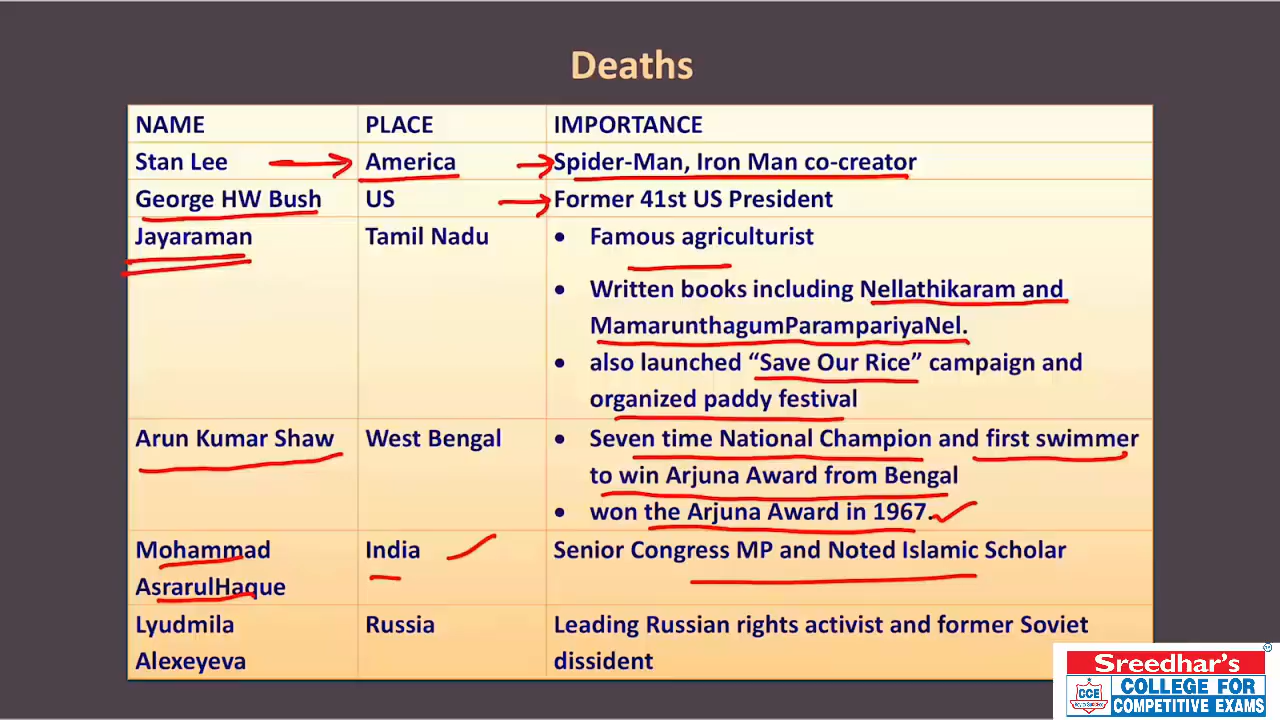 Deaths
NAME PLACE IMPORTANCE
Stan Lee America Spider-Man, Iron Man co-creator
George HW Bush US Former 41st US President
Jayaraman Tamil Nadu • Famous agriculturist
• Written books including Nellathikaram and
MamarunthagumParampariyaNel.
• also launched “Save Our Rice” campaign and
organized paddy festival
Arun Kumar Shaw West Bengal • Seven time National Champion and first swimmer
to win Arjuna Award from Bengal
• won the Arjuna Award in 1967.
Mohammad India Senior Congress MP and Noted Islamic Scholar
AsrarulHaque
Lyudmila Russia Leading Russian rights activist and former Soviet
Alexeyeva dissident
Sreedhar's
CCE COLLEGE FOR
COMPETITIVE EXAMS